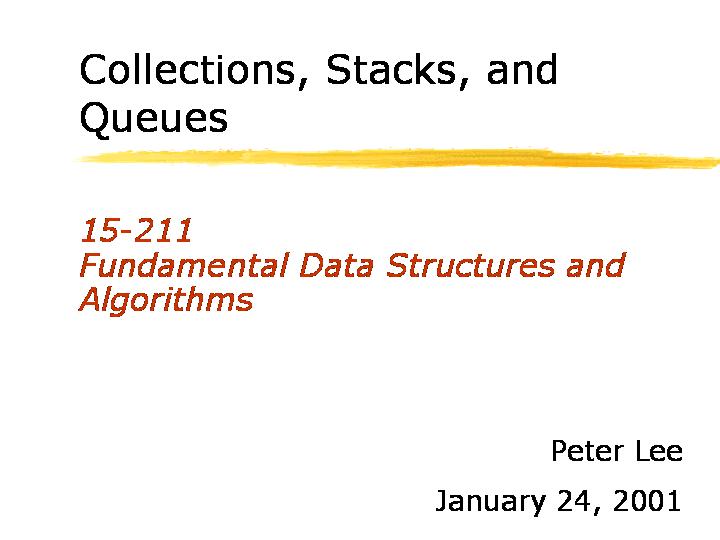 Collections, Stacks, and
Queues
15-211
Fundamental Data Structures and
Algorithms
Peter Lee
January 24, 2001